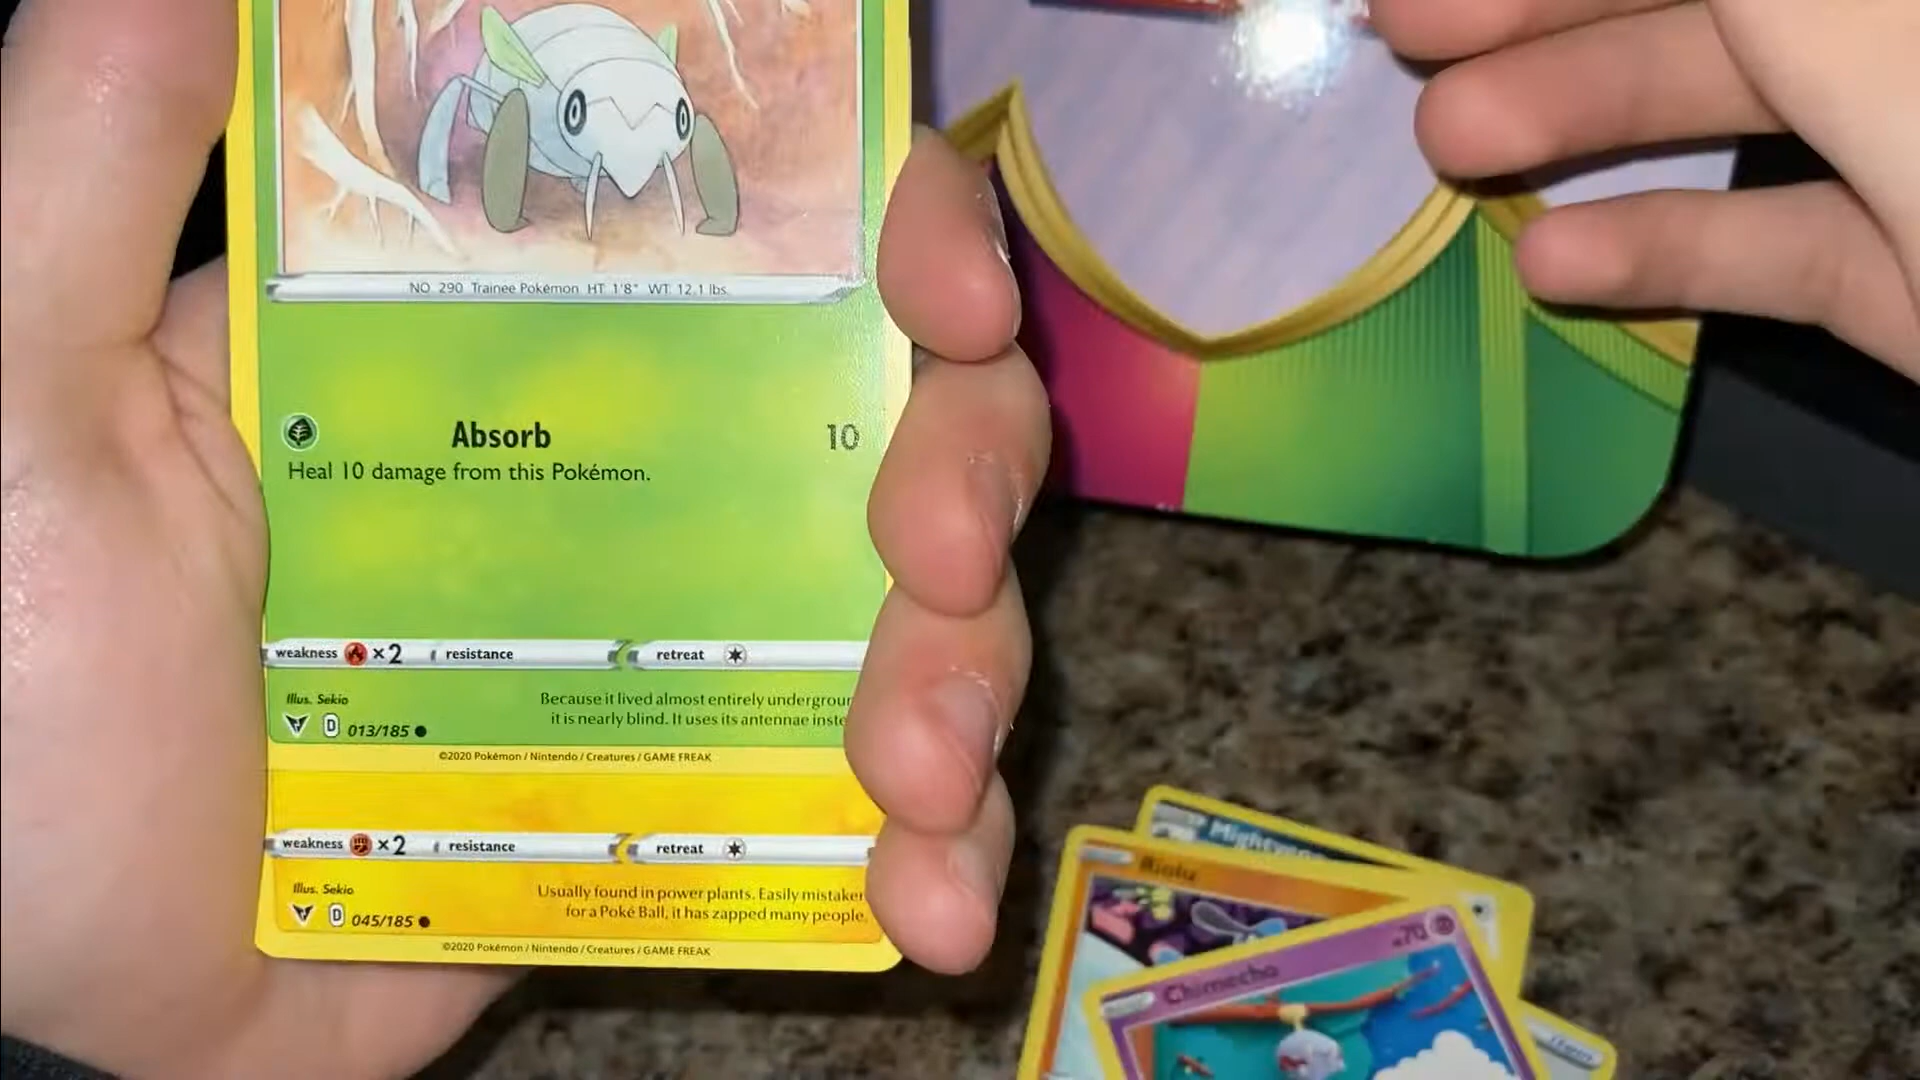 NO 290 Trainee Pokémon HT 1'8" WT 12.1 lbs.
Absorb 10
Heal 10 damage from this Pokémon.
weakness ×2 resistance retreat
Illus. Sekio
Because it lived almost entirely
it is nearly blind. It uses its antennae
D 013/185
©2020 Pokémon / Nintendo / Creatures / GAME FREAK
weakness ×2 resistance retreat
Illus. Sekio
Usually found in power plants. Easily
for a Poké Ball, it has zapped many people.
D 045/185
©2020 Pokémon / Nintendo / Creatures / GAME FREAK
Riolu
Chimecho 70